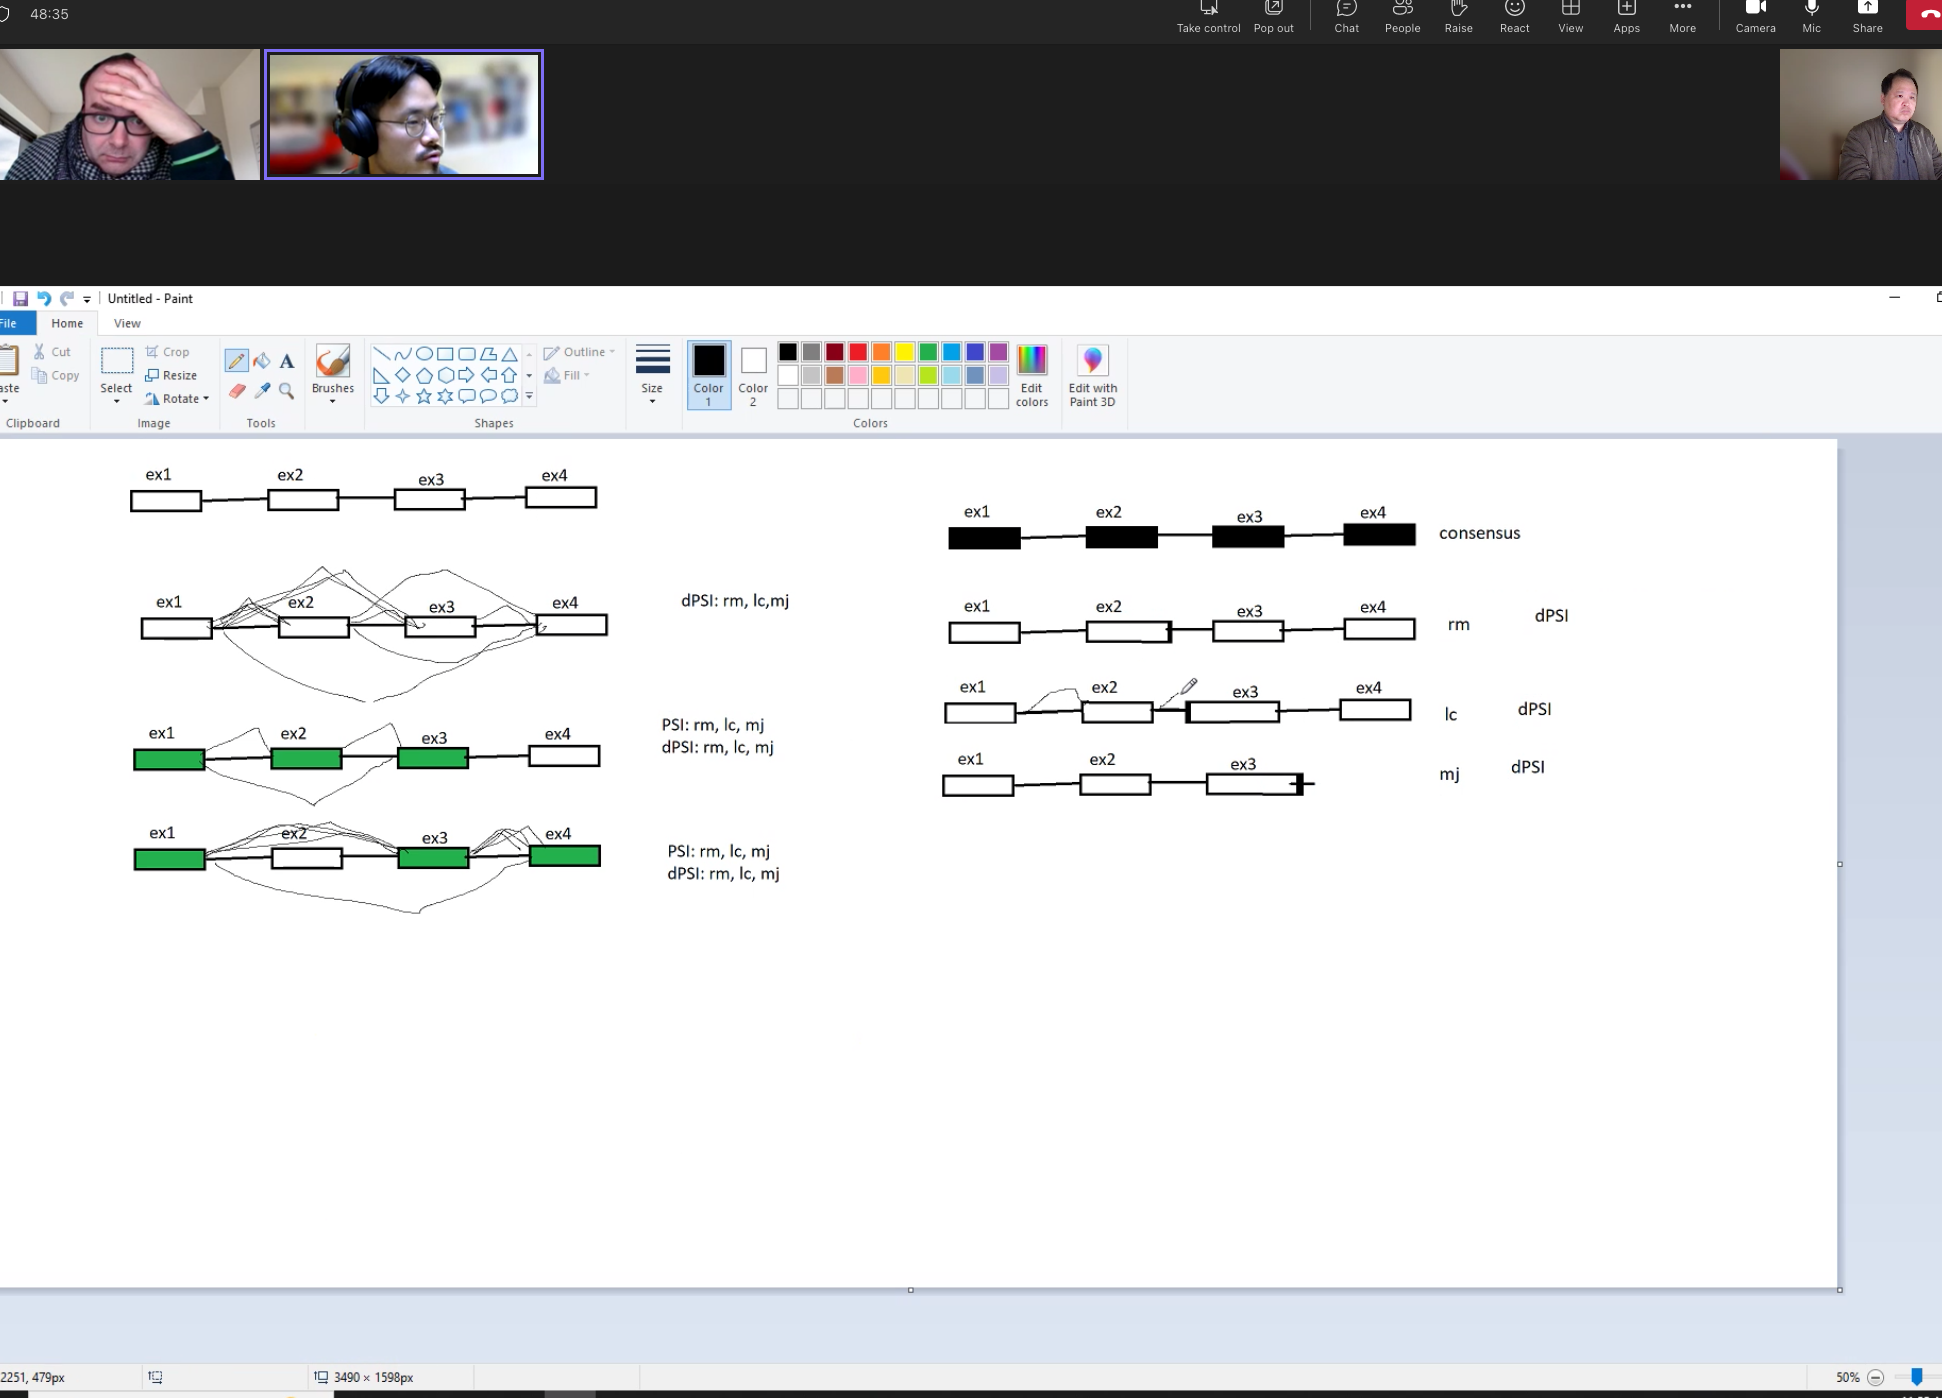 48:35
Take control Pop out Chat People Raise React View Apps More Camera Mic Share
Untitled - Paint
File Home View
Cut
Copy
Clipboard
Select
Crop
Resize
Rotate
Image
A
Tools
Brushes
Shapes
Outline
Fill
Size
Color 1
Color 2
Edit colors
Colors
Edit with Paint 3D
ex1 ex2 ex3 ex4
ex1 ex2 ex3 ex4
dPSI: rm, lc,mj
ex1 ex2 ex3 ex4
PSI: rm, lc, mj
dPSI: rm, lc, mj
ex1 ex2 ex3 ex4
PSI: rm, lc, mj
dPSI: rm, lc, mj
ex1 ex2 ex3 ex4 consensus
ex1 ex2 ex3 ex4 rm dPSI
ex1 ex2 ex3 ex4 lc dPSI
ex1 ex2 ex3 mj dPSI
2251, 479px
3490 × 1598px
50%